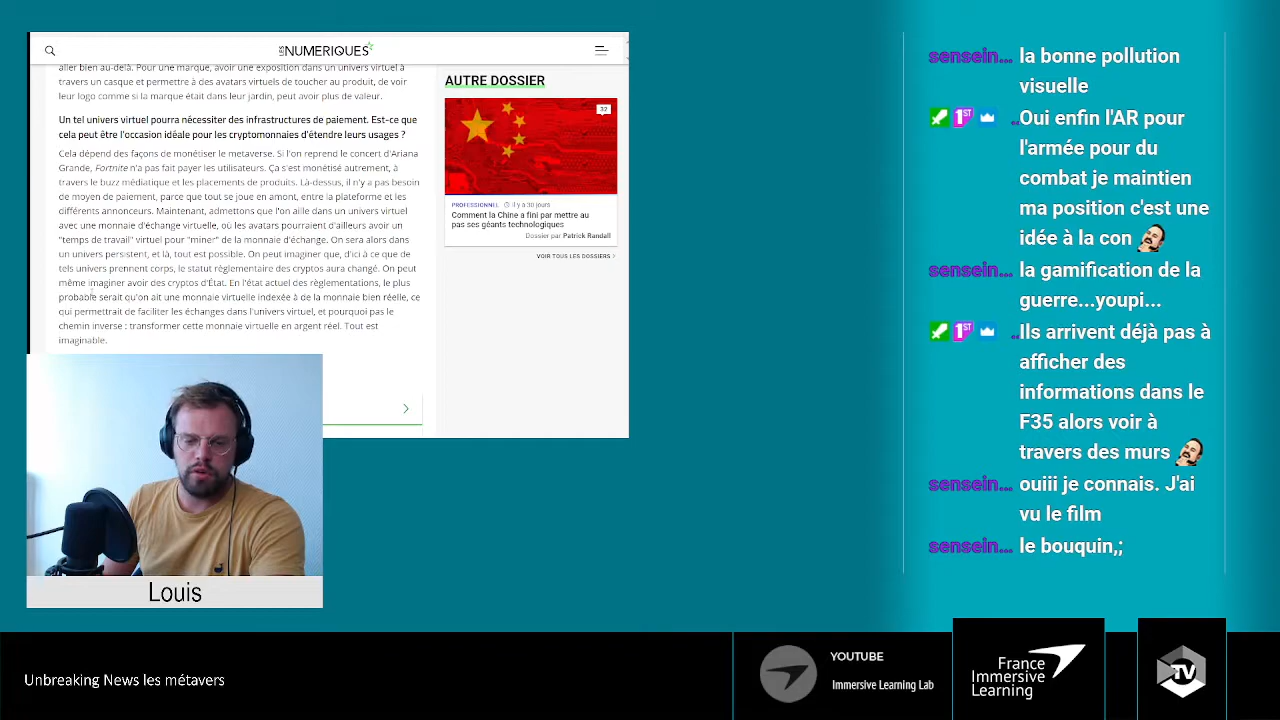 LES NUMERIQUES
aller bien au-delà. Pour une marque, avoir une exposition dans un univers virtuel à
travers un casque et permettre à des avatars virtuels de toucher au produit, de voir
leur logo comme si la marque était dans leur jardin, peut avoir plus de valeur.
Un tel univers virtuel pourra nécessiter des infrastructures de paiement. Est-ce que
cela peut être l'occasion idéale pour les cryptomonnaies d'étendre leurs usages ?
Cela dépend des façons de monétiser le metaverse. Si l'on reprend le concert d'Ariana
Grande, Fortnite n'a pas fait payer les utilisateurs. Ça s'est monétisé autrement, à
travers le buzz médiatique et les placements de produits. Là-dessus, il n'y a pas besoin
de moyen de paiement, parce que tout se joue en amont, entre la plateforme et les
différents annonceurs. Maintenant, admettons que l'on aille dans un univers virtuel
avec une monnaie d'échange virtuelle, où les avatars pourraient d'ailleurs avoir un
"temps de travail" virtuel pour "miner" de la monnaie d'échange. On sera alors dans
un univers persistent, et là, tout est possible. On peut imaginer que, d'ici à ce que de
tels univers prennent corps, le statut règlementaire des cryptos aura changé. On peut
même imaginer avoir des cryptos d'État. En l'état actuel des règlementations, le plus
probable serait qu'on ait une monnaie virtuelle indexée à de la monnaie bien réelle, ce
qui permettrait de faciliter les échanges dans l'univers virtuel, et pourquoi pas le
chemin inverse : transformer cette monnaie virtuelle en argent réel. Tout est
imaginable.
AUTRE DOSSIER
32
PROFESSIONNEL il y a 30 jours
Comment la Chine a fini par mettre au
pas ses géants technologiques
Dossier par Patrick Randall
VOIR TOUS LES DOSSIERS >
Louis
sensein... la bonne pollution
visuelle
1ST ..Oui enfin l'AR pour
l'armée pour du
combat je maintien
ma position c'est une
idée à la con
sensein... la gamification de la
guerre...youpi...
1ST ..Ils arrivent déjà pas à
afficher des
informations dans le
F35 alors voir à
travers des murs
sensein... ouiii je connais. J'ai
vu le film
sensein... le bouquin,;
Unbreaking News les métavers
YOUTUBE
Immersive Learning Lab
France
Immersive
Learning
TV